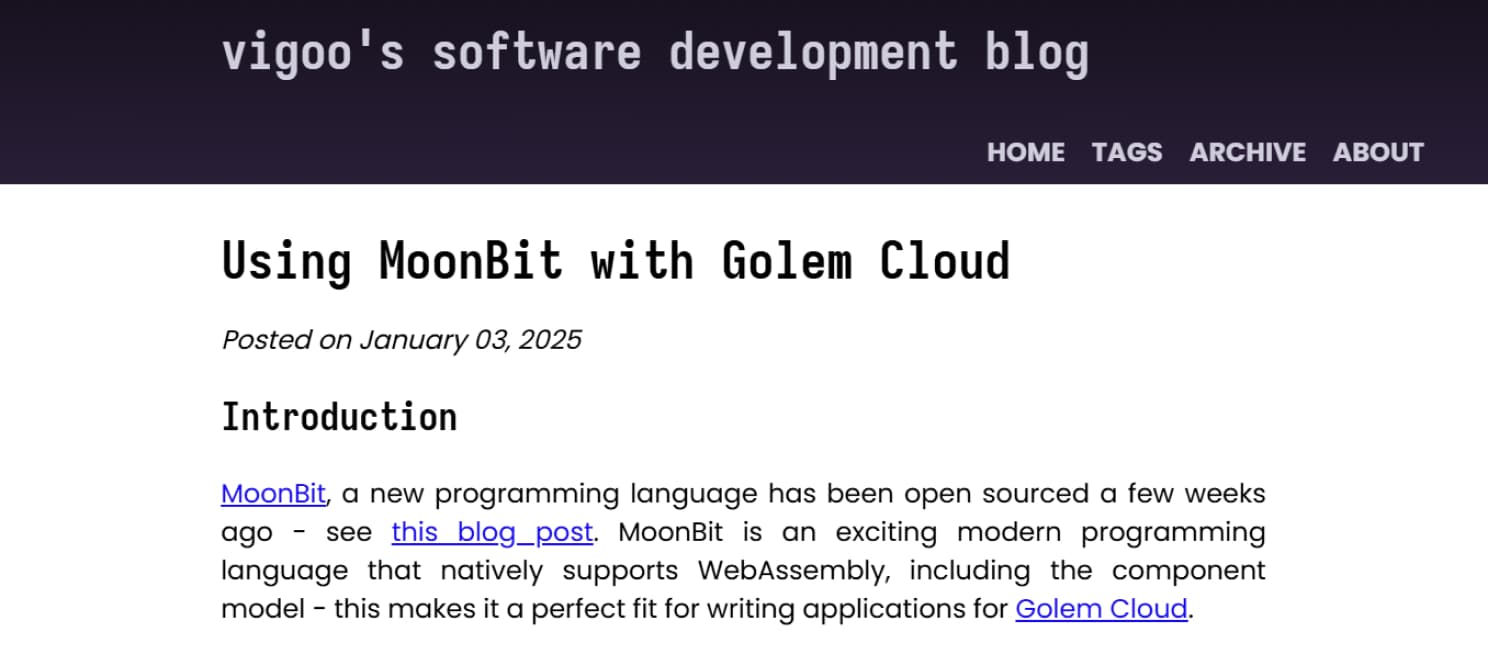 vigoo's software development blog
HOME TAGS ARCHIVE ABOUT
Using MoonBit with Golem Cloud
Posted on January 03, 2025
Introduction
MoonBit, a new programming language has been open sourced a few weeks
ago - see this blog post. MoonBit is an exciting modern programming
language that natively supports WebAssembly, including the component
model - this makes it a perfect fit for writing applications for Golem Cloud.